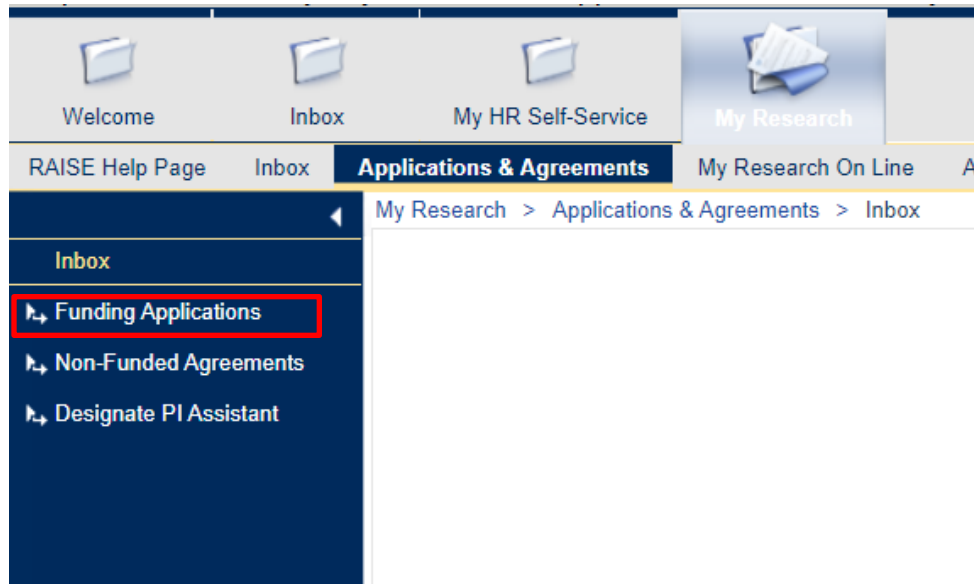 Welcome Inbox My HR Self-Service My Research
RAISE Help Page Inbox Applications & Agreements My Research On Line
My Research > Applications & Agreements > Inbox
Inbox
Funding Applications
Non-Funded Agreements
Designate PI Assistant